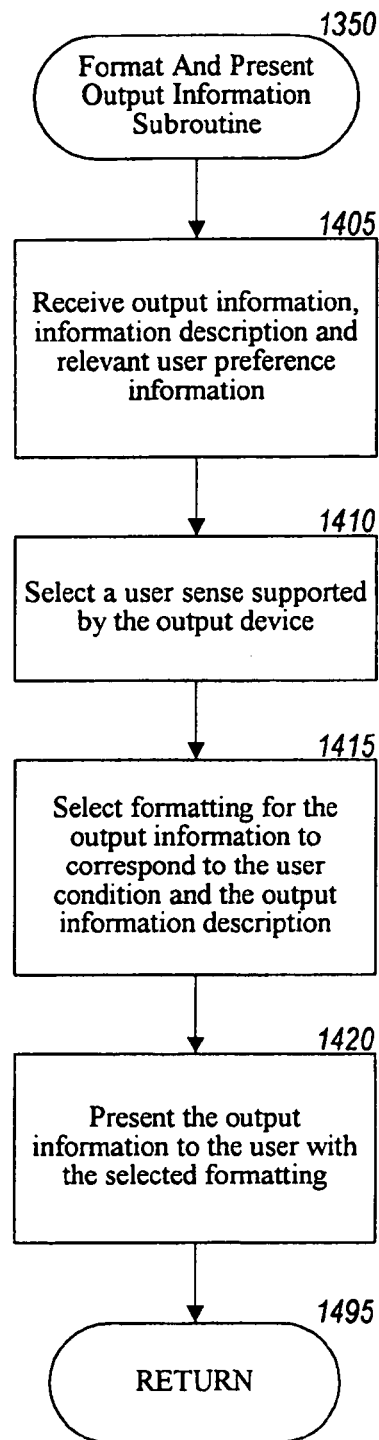 1350
Format And Present
Output Information
Subroutine
1405
Receive output information,
information description and
relevant user preference
information
1410
Select a user sense supported
by the output device
1415
Select formatting for the
output information to
correspond to the user
condition and the output
information description
1420
Present the output
information to the user with
the selected formatting
1495
RETURN